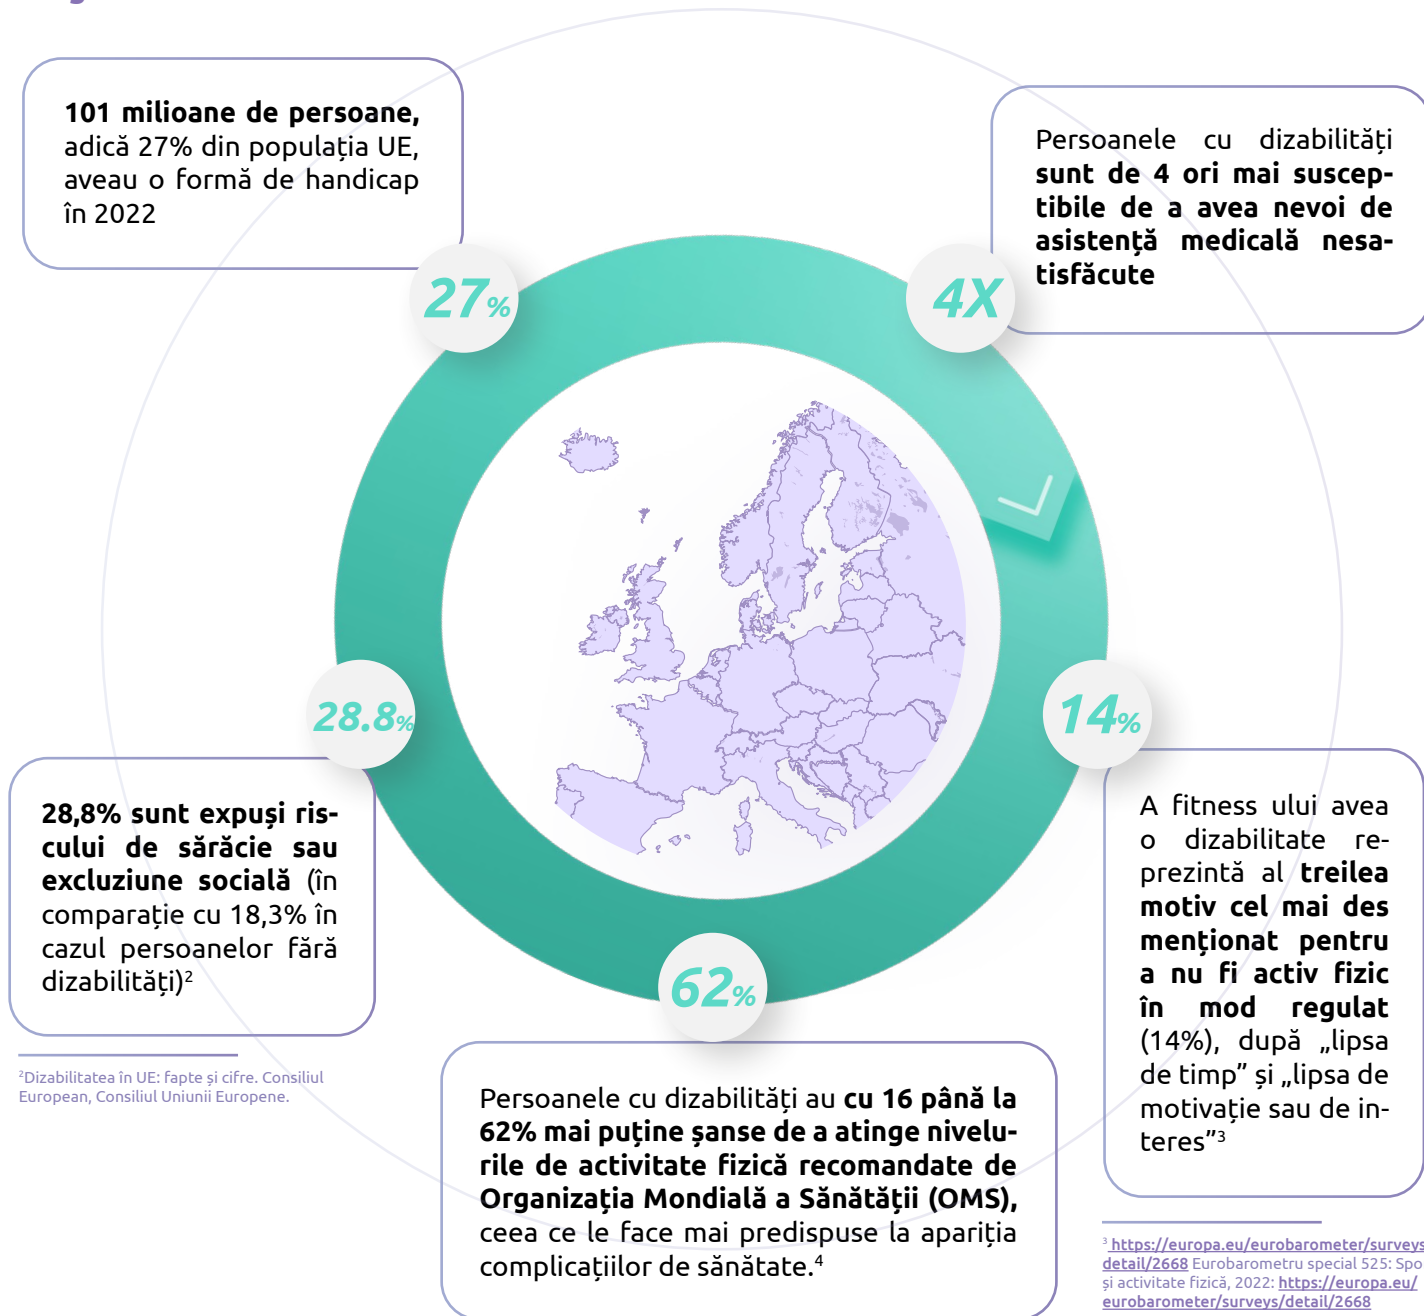 101 milioane de persoane,
adică 27% din populația UE,
aveau o formă de handicap
în 2022
27%
Persoanele cu dizabilități
sunt de 4 ori mai suscep-
tibile de a avea nevoi de
asistență medicală nesa-
tisfăcute
4X
28.8%
28,8% sunt expuși ris-
cului de sărăcie sau
excluziune socială (în
comparație cu 18,3% în
cazul persoanelor fără
dizabilități)²
²Dizabilitatea în UE: fapte și cifre. Consiliul
European, Consiliul Uniunii Europene.
62%
Persoanele cu dizabilități au cu 16 până la
62% mai puține șanse de a atinge nivelu-
rile de activitate fizică recomandate de
Organizația Mondială a Sănătății (OMS),
ceea ce le face mai predispuse la apariția
complicațiilor de sănătate.⁴
14%
A fitness ului avea
o dizabilitate re-
prezintă al treilea
motiv cel mai des
menționat pentru
a nu fi activ fizic
în mod regulat
(14%), după „lipsa
de timp” și „lipsa de
motivație sau de in-
teres”³
³ https://europa.eu/eurobarometer/surveys
detail/2668 Eurobarometru special 525: Spo
și activitate fizică, 2022: https://europa.eu/
eurobarometer/surveys/detail/2668